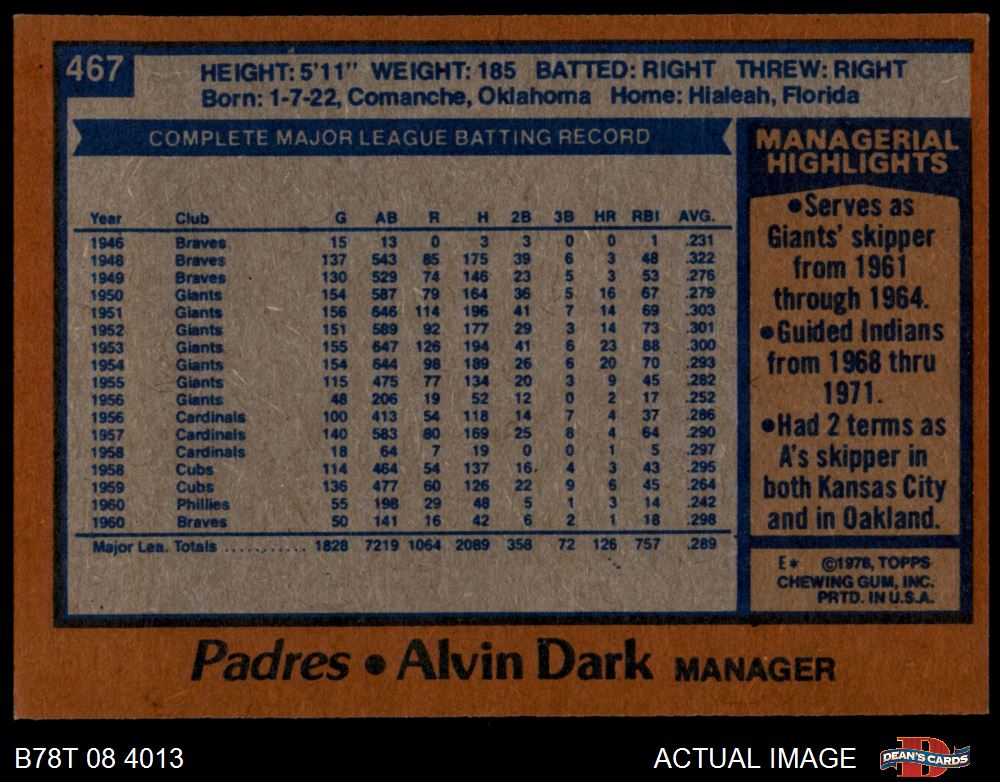 467
HEIGHT: 5'11" WEIGHT: 185 BATTED: RIGHT THREW: RIGHT
Born: 1-7-22, Comanche, Oklahoma Home: Hialeah, Florida
COMPLETE MAJOR LEAGUE BATTING RECORD
Year Club G AB R H 2B 3B HR RBI AVG.
1946 Braves 15 13 0 3 3 0 0 1 .231
1948 Braves 137 543 85 175 39 6 3 48 .322
1949 Braves 130 529 74 146 23 5 3 53 .276
1950 Giants 154 587 79 164 36 5 16 67 .279
1951 Giants 156 646 114 196 41 7 14 69 .303
1952 Giants 151 589 92 177 29 3 14 73 .301
1953 Giants 155 647 126 194 41 6 23 88 .300
1954 Giants 154 644 98 189 26 6 20 70 .293
1955 Giants 115 475 77 134 20 3 9 45 .282
1956 Giants 48 206 19 52 12 0 2 17 .252
1956 Cardinals 100 413 54 118 14 7 4 37 .286
1957 Cardinals 140 583 80 169 25 8 4 64 .290
1958 Cardinals 18 64 7 19 0 0 1 5 .297
1958 Cubs 114 464 54 137 16 4 3 43 .295
1959 Cubs 136 477 60 126 22 9 6 45 .264
1960 Phillies 55 198 29 48 5 1 3 14 .242
1960 Braves 50 141 16 42 6 2 1 18 .298
Major Lea. Totals ........... 1828 7219 1064 2089 358 72 126 757 .289
MANAGERIAL
HIGHLIGHTS
•Serves as
Giants' skipper
from 1961
through 1964.
•Guided Indians
from 1968 thru
1971.
•Had 2 terms as
A's skipper in
both Kansas City
and in Oakland.
E* ©1978, TOPPS
CHEWING GUM, INC.
PRTD. IN U.S.A.
Padres • Alvin Dark MANAGER
B78T 08 4013
ACTUAL IMAGE
DEAN'S CARDS